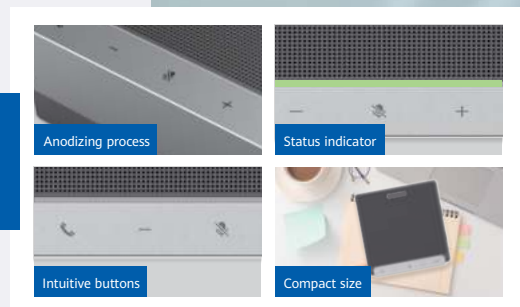 Anodizing process
Status indicator
Intuitive buttons
Compact size